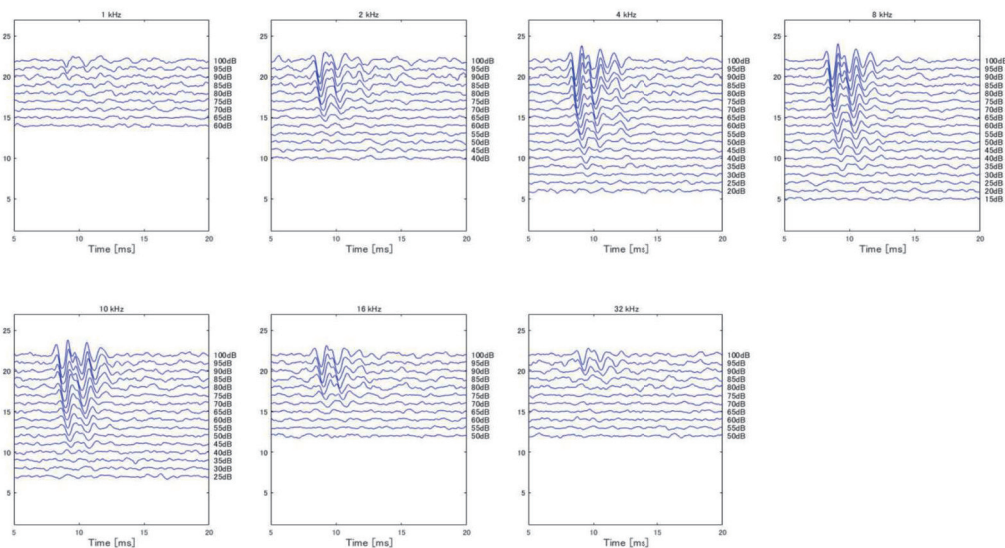 1 kHz
25
20
15
10
5
100dB
95dB
90dB
85dB
80dB
75dB
70dB
65dB
60dB
5 10 15 20
Time [ms]
2 kHz
25
20
15
10
5
100dB
95dB
90dB
85dB
80dB
75dB
70dB
65dB
60dB
55dB
50dB
45dB
40dB
5 10 15 20
Time [ms]
4 kHz
25
20
15
10
5
100dB
95dB
90dB
85dB
80dB
75dB
70dB
65dB
60dB
55dB
50dB
45dB
40dB
35dB
30dB
25dB
20dB
5 10 15 20
Time [ms]
8 kHz
25
20
15
10
5
100dB
95dB
90dB
85dB
80dB
75dB
70dB
65dB
60dB
55dB
50dB
45dB
40dB
35dB
30dB
25dB
20dB
15dB
5 10 15 20
Time [ms]
10 kHz
25
20
15
10
5
100dB
95dB
90dB
85dB
80dB
75dB
70dB
65dB
60dB
55dB
50dB
45dB
40dB
35dB
30dB
25dB
5 10 15 20
Time [ms]
16 kHz
25
20
15
10
5
100dB
95dB
90dB
85dB
80dB
75dB
70dB
65dB
60dB
55dB
50dB
5 10 15 20
Time [ms]
32 kHz
25
20
15
10
5
100dB
95dB
90dB
85dB
80dB
75dB
70dB
65dB
60dB
55dB
50dB
5 10 15 20
Time [ms]